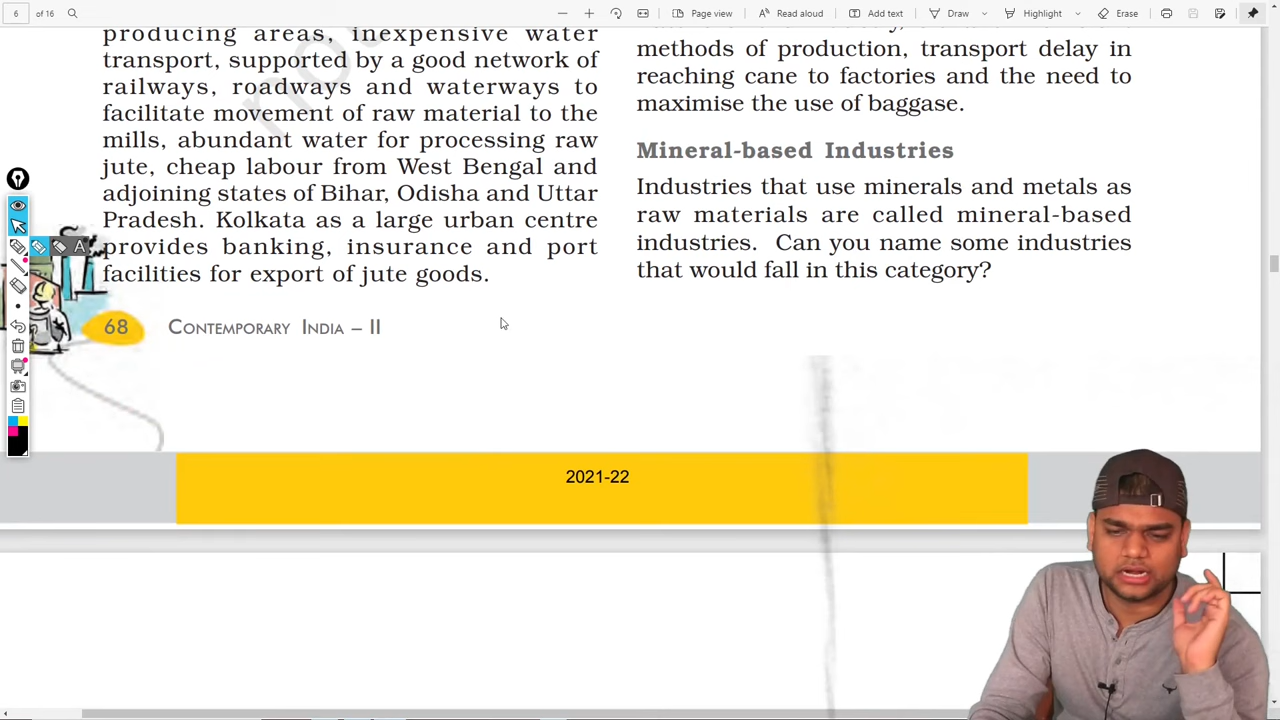 6 of 16
Page view
Read aloud
Add text
Draw
Highlight
Erase
producing areas, inexpensive water
transport, supported by a good network of
railways, roadways and waterways to
facilitate movement of raw material to the
mills, abundant water for processing raw
jute, cheap labour from West Bengal and
adjoining states of Bihar, Odisha and Uttar
Pradesh. Kolkata as a large urban centre
provides banking, insurance and port
facilities for export of jute goods.
68 Contemporary India – II
methods of production, transport delay in
reaching cane to factories and the need to
maximise the use of baggase.
Mineral-based Industries
Industries that use minerals and metals as
raw materials are called mineral-based
industries. Can you name some industries
that would fall in this category?
2021-22
A